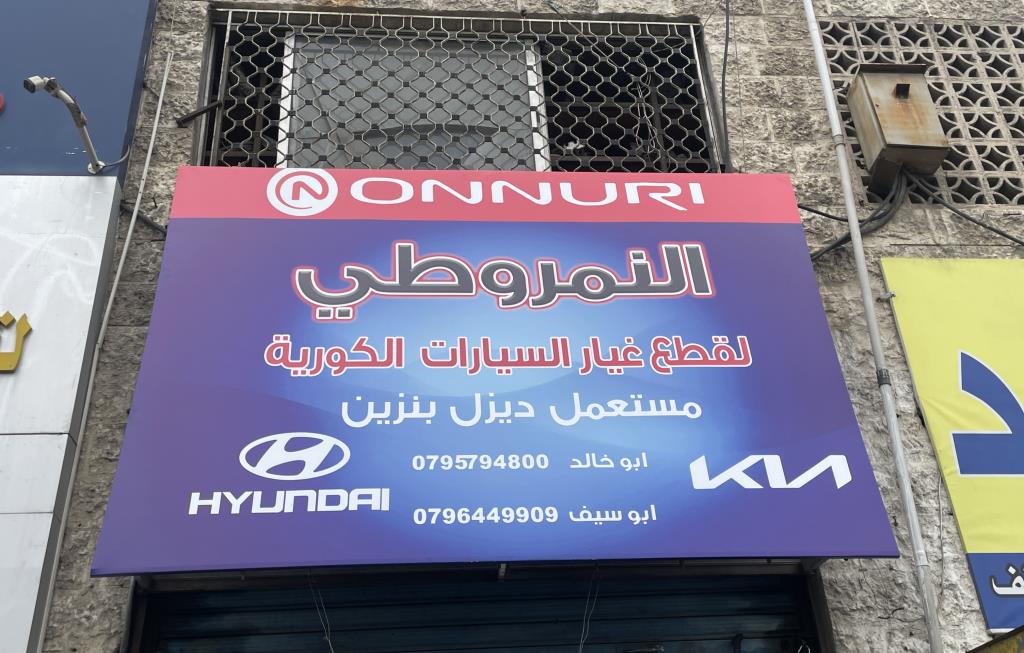 ONNURI
النمروطي
لقطع غيار السيارات الكورية
مستعمل ديزل بنزين
ابو خالد 0795794800
ابو سيف 0796449909
HYUNDAI
KIA